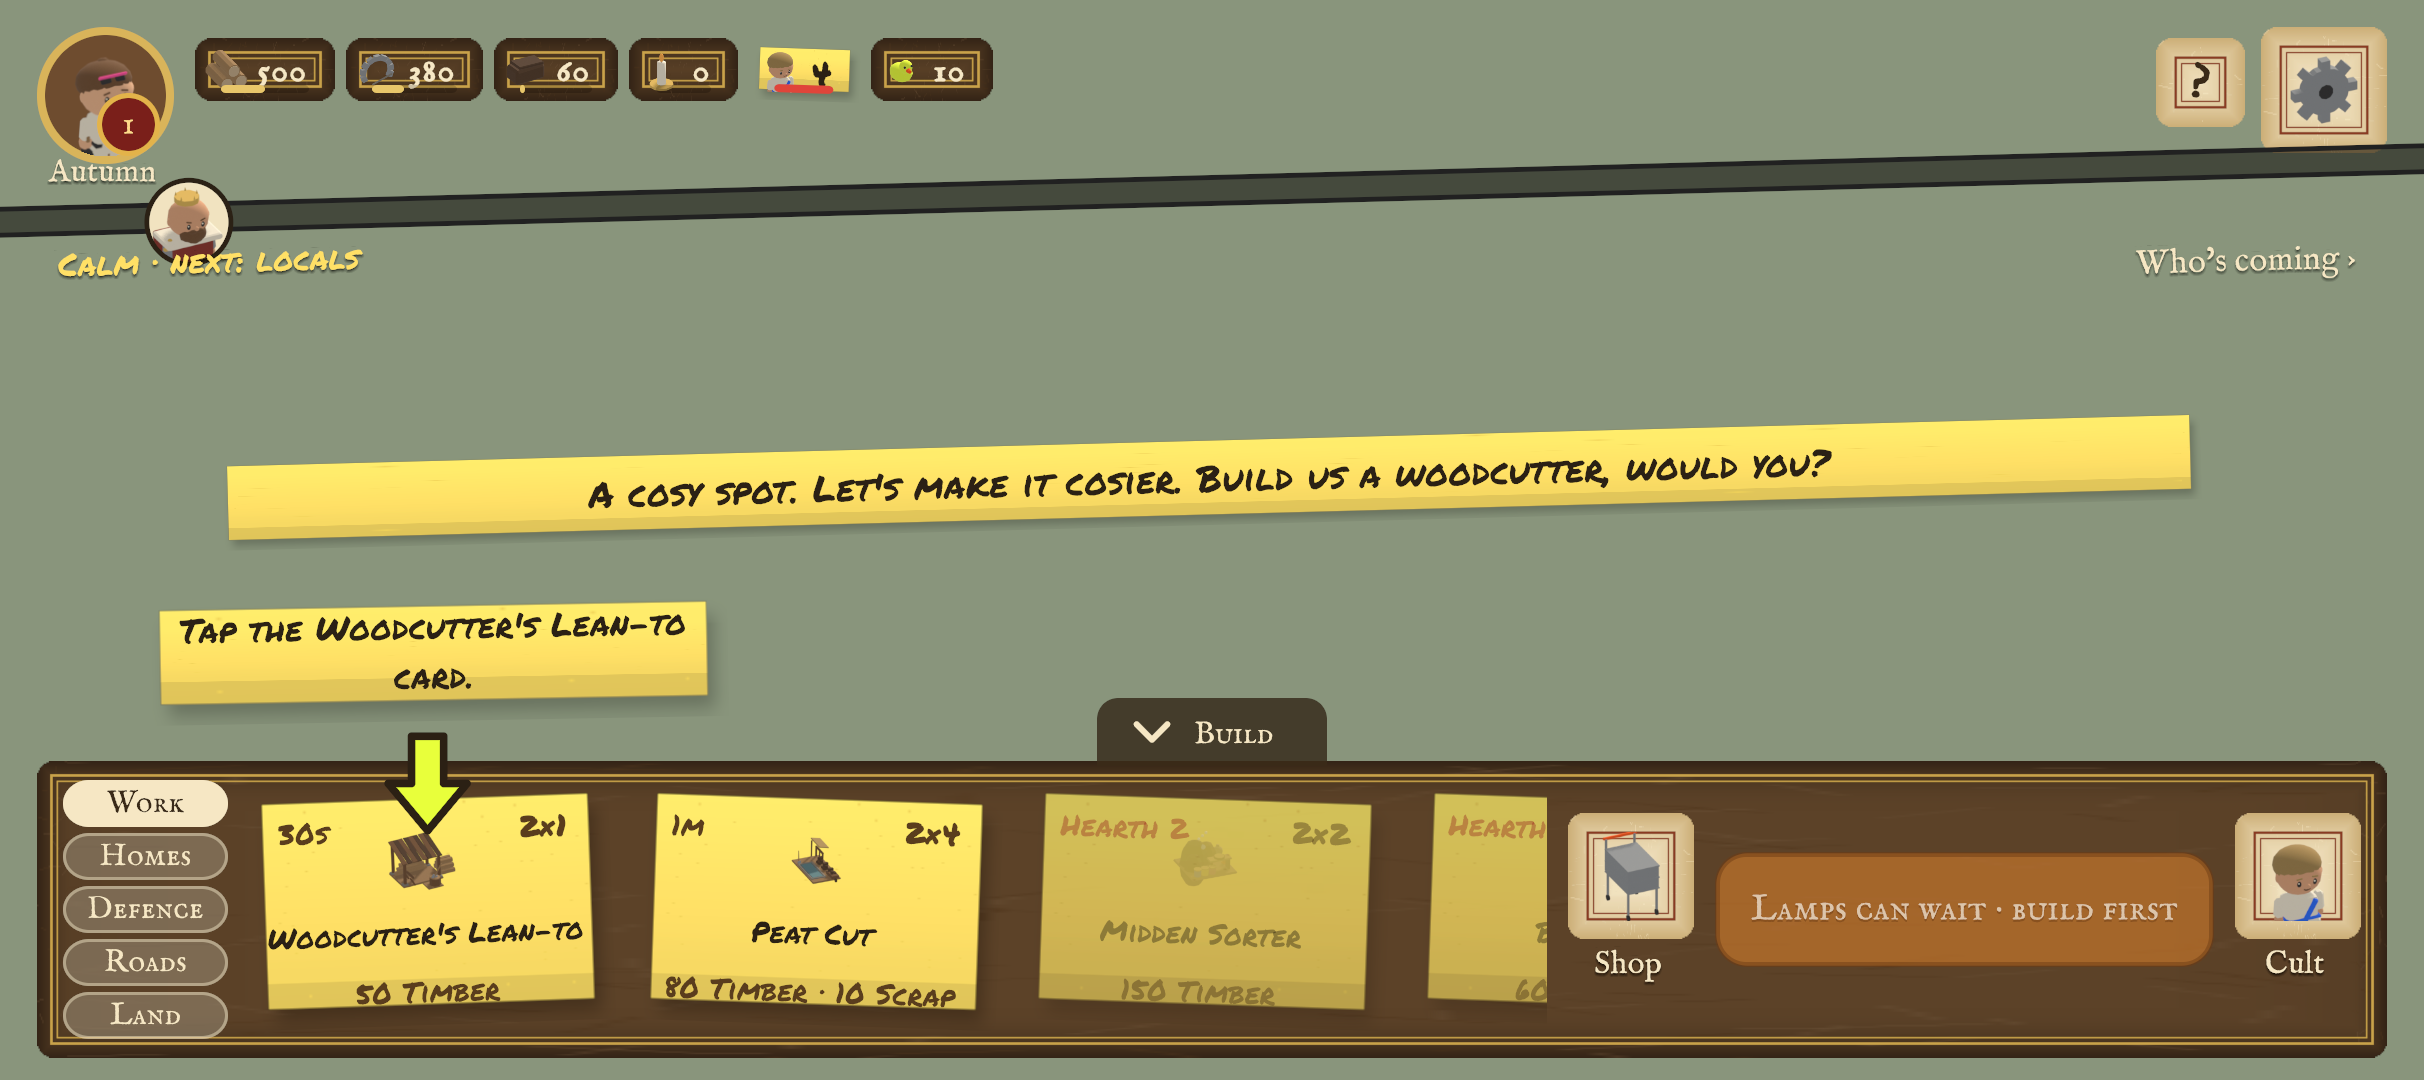 500
380
60
0
4
10
?
1
Autumn
Calm · next: locals
Who's coming ›
A cosy spot. Let's make it cosier. Build us a woodcutter, would you?
Tap the Woodcutter's Lean-to
card.
Build
Work
Homes
Defence
Roads
Land
30s
2x1
Woodcutter's Lean-to
50 Timber
1m
2x4
Peat Cut
80 Timber · 10 Scrap
Hearth 2
2x2
Midden Sorter
150 Timber
Hearth
60
Shop
Lamps can wait · build first
Cult